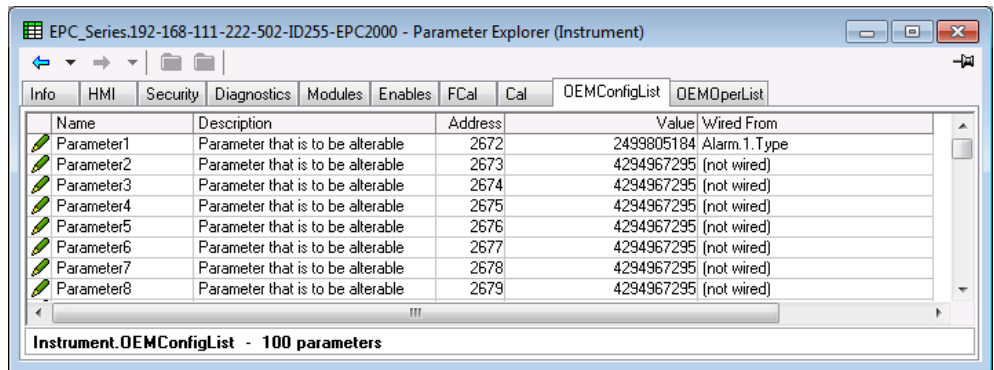 EPC_Series.192-168-111-222-502-ID255-EPC2000 - Parameter Explorer (Instrument)
Info HMI Security Diagnostics Modules Enables FCal Cal OEMConfigList OEMOperList
Name Description Address Value Wired From
Parameter1 Parameter that is to be alterable 2672 2499805184 Alarm.1.Type
Parameter2 Parameter that is to be alterable 2673 4294967295 (not wired)
Parameter3 Parameter that is to be alterable 2674 4294967295 (not wired)
Parameter4 Parameter that is to be alterable 2675 4294967295 (not wired)
Parameter5 Parameter that is to be alterable 2676 4294967295 (not wired)
Parameter6 Parameter that is to be alterable 2677 4294967295 (not wired)
Parameter7 Parameter that is to be alterable 2678 4294967295 (not wired)
Parameter8 Parameter that is to be alterable 2679 4294967295 (not wired)
Instrument.OEMConfigList - 100 parameters